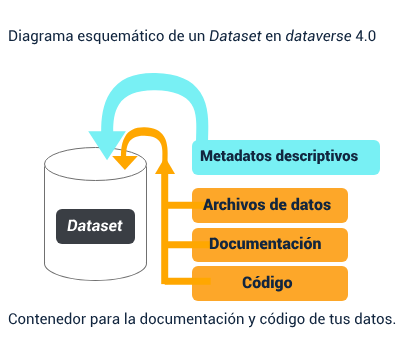 Diagrama esquemático de un Dataset en dataverse 4.0
Metadatos descriptivos
Archivos de datos
Dataset
Documentación
Código
Contenedor para la documentación y código de tus datos.